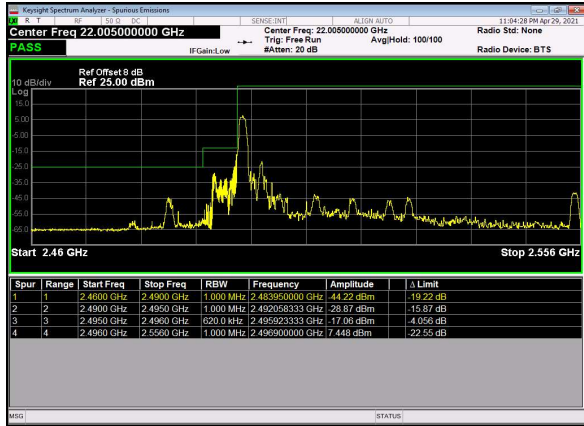 Keysight Spectrum Analyzer - Spurious Emissions
R T RF 50 Ω DC SENSE:INT ALIGN AUTO 11:04:28 PM Apr 29, 2021
Center Freq 22.005000000 GHz Center Freq: 22.005000000 GHz Radio Std: None
Trig: Free Run Avg|Hold: 100/100
PASS IFGain:Low #Atten: 20 dB Radio Device: BTS
Ref Offset 8 dB
10 dB/div Ref 25.00 dBm
Log
15.0
5.00
-5.00
-15.0
-25.0
-35.0
-45.0
-55.0
-65.0
Start 2.46 GHz Stop 2.556 GHz
Spur Range Start Freq Stop Freq RBW Frequency Amplitude Δ Limit
1 1 2.4600 GHz 2.4900 GHz 1.000 MHz 2.483950000 GHz -44.22 dBm -19.22 dB
2 2 2.4900 GHz 2.4950 GHz 1.000 MHz 2.492058333 GHz -28.87 dBm -15.87 dB
3 3 2.4950 GHz 2.4960 GHz 620.0 kHz 2.495923333 GHz -17.06 dBm -4.056 dB
4 4 2.4960 GHz 2.5560 GHz 1.000 MHz 2.496900000 GHz 7.448 dBm -22.55 dB
MSG STATUS